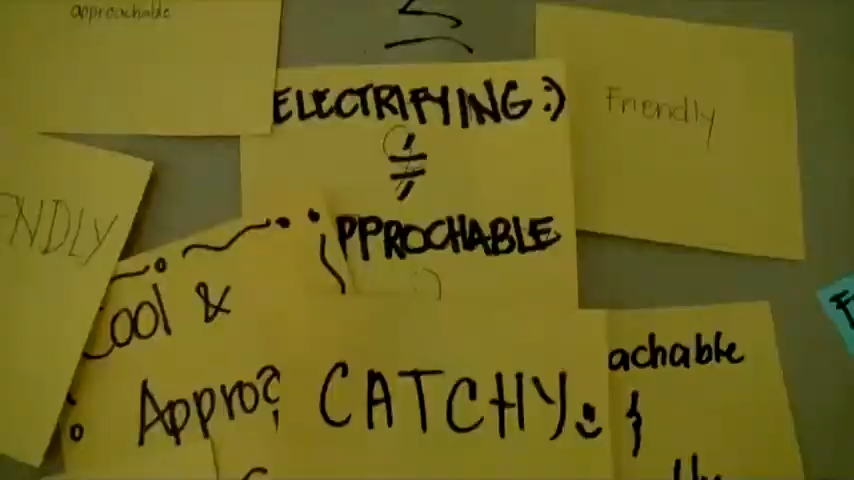 approachable
ELECTRIFYING :)
PPROCHABLE
Friendly
NDLY
Cool &
Appro
CATCHY
achable